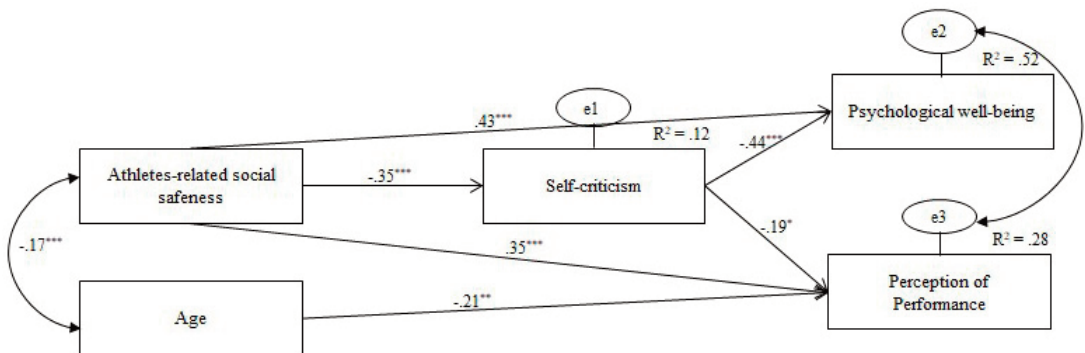 e2
R² = .52
Psychological well-being
e1
.43***
R² = .12
-.44***
Athletes-related social
safeness
-.35***
Self-criticism
e3
-.17***
.35***
-.19*
R² = .28
Perception of
Performance
-.21**
Age